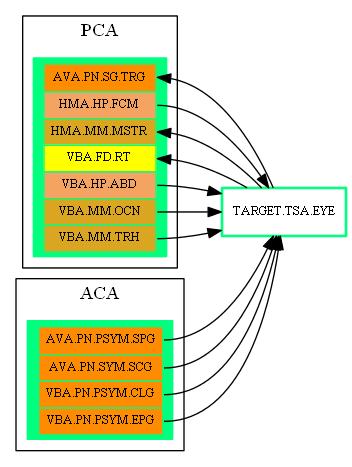 PCA
AVA.PN.SG.TRG
HMA.HP.FCM
HMA.MM.MSTR
VBA.FD.RT
VBA.HP.ABD
VBA.MM.OCN
VBA.MM.TRH
TARGET.TSA.EYE
ACA
AVA.PN.PSYM.SPG
AVA.PN.SYM.SCG
VBA.PN.PSYM.CLG
VBA.PN.PSYM.EPG